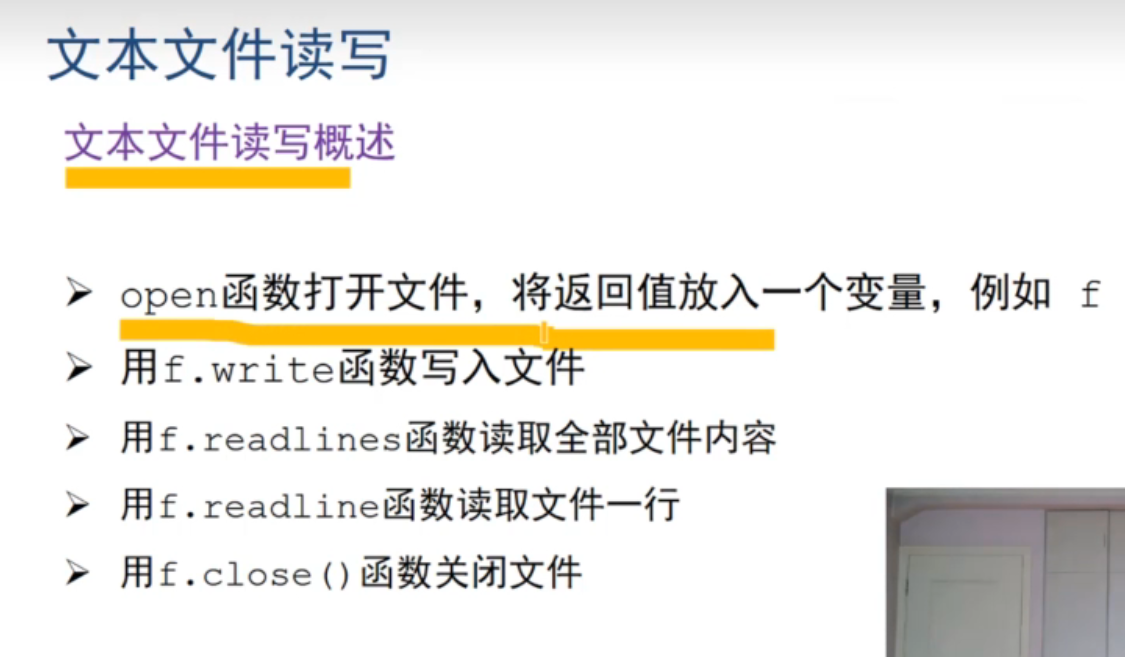 文本文件读写
文本文件读写概述
➢ open函数打开文件，将返回值放入一个变量，例如 f
➢ 用f.write函数写入文件
➢ 用f.readlines函数读取全部文件内容
➢ 用f.readline函数读取文件一行
➢ 用f.close()函数关闭文件